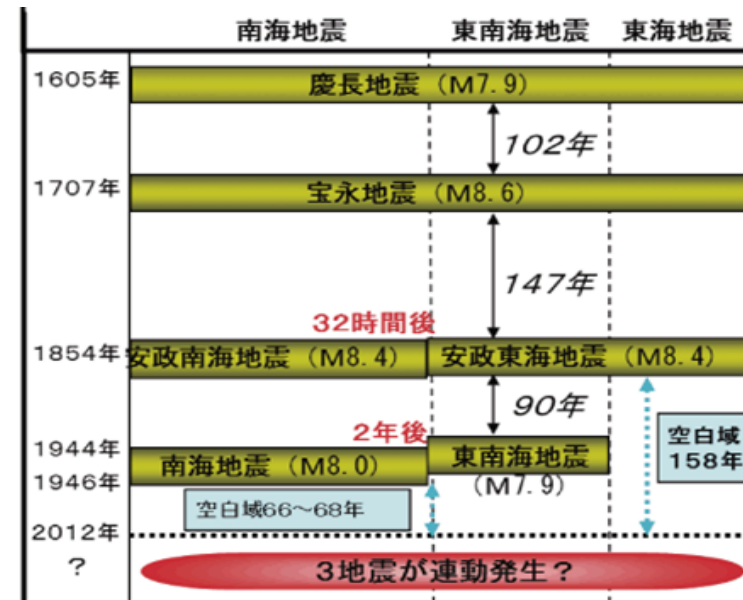 南海地震 東南海地震 東海地震
1605年 慶長地震（M7.9）
102年
1707年 宝永地震（M8.6）
147年
32時間後
1854年 安政南海地震（M8.4） 安政東海地震（M8.4）
90年
2年後
空白域
158年
1944年
南海地震（M8.0） 東南海地震
（M7.9）
1946年
空白域66～68年
2012年
? 3地震が連動発生？